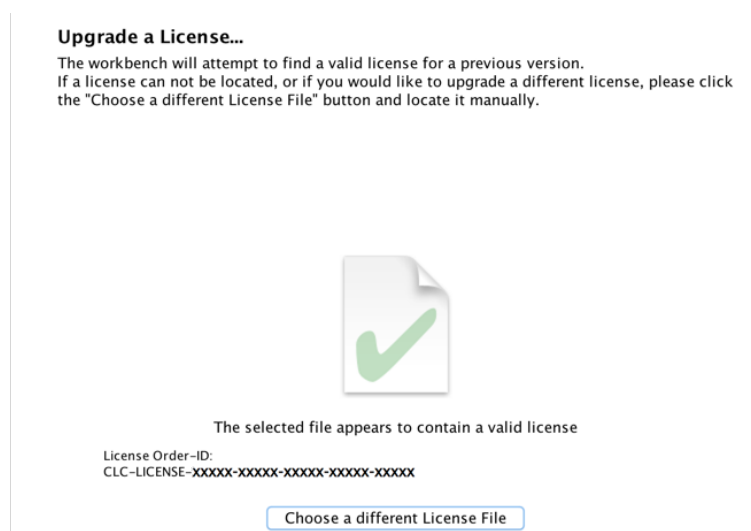 Upgrade a License...
The workbench will attempt to find a valid license for a previous version.
If a license can not be located, or if you would like to upgrade a different license, please click
the "Choose a different License File" button and locate it manually.
The selected file appears to contain a valid license
License Order-ID:
CLC-LICENSE-XXXXX-XXXXX-XXXXX-XXXXX-XXXXX
Choose a different License File